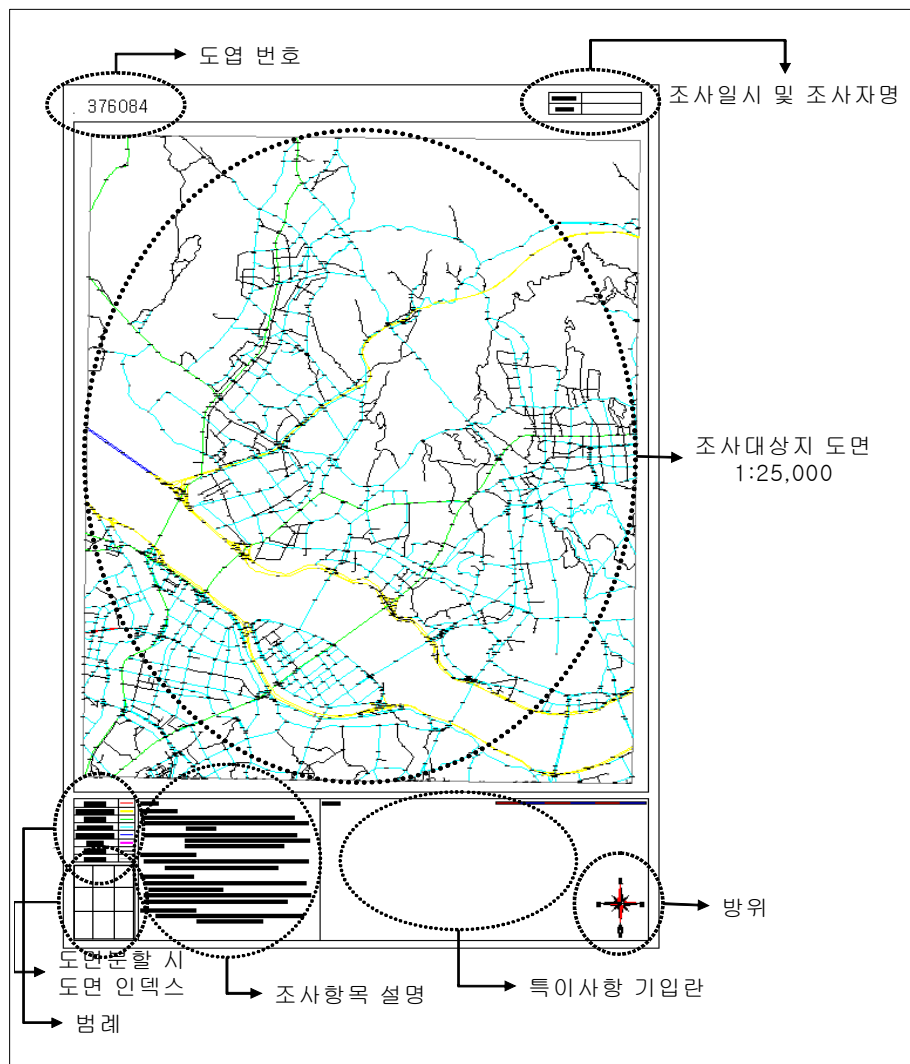 도엽 번호
376084
조사일시 및 조사자명
조사대상지 도면
1:25,000
방위
도면분할 시
도면 인덱스
조사항목 설명
특이사항 기입란
범례